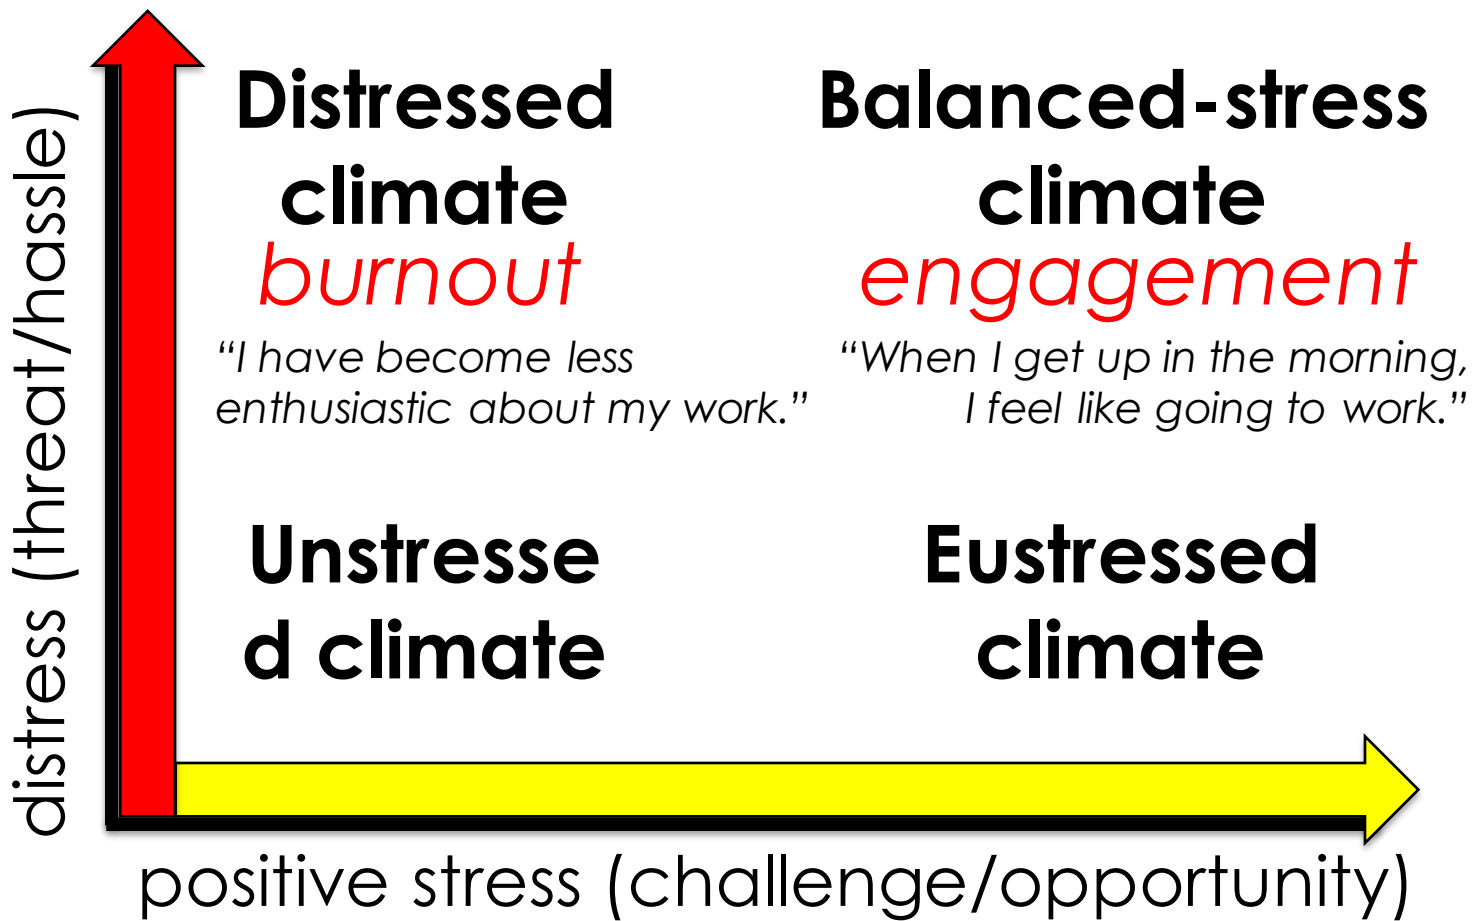 distress (threat/hassle)
Distressed
climate
burnout
“I have become less
enthusiastic about my work.”
Balanced-stress
climate
engagement
“When I get up in the morning,
I feel like going to work.”
Unstresse
d climate
Eustressed
climate
positive stress (challenge/opportunity)